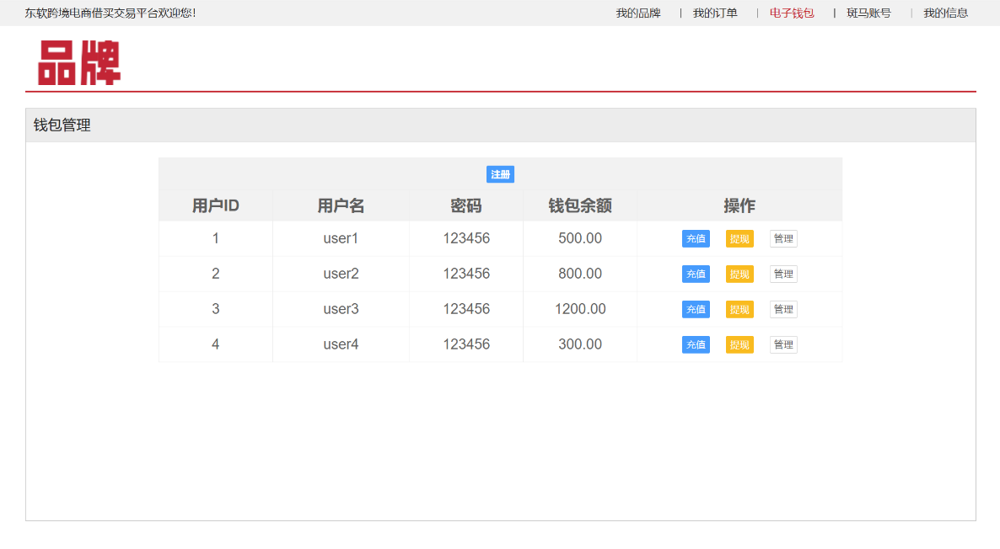 东软跨境电商借买交易平台欢迎您！ 我的品牌 | 我的订单 | 电子钱包 | 斑马账号 | 我的信息
品牌
钱包管理
注册
用户ID 用户名 密码 钱包余额 操作
1 user1 123456 500.00 充值 提现 管理
2 user2 123456 800.00 充值 提现 管理
3 user3 123456 1200.00 充值 提现 管理
4 user4 123456 300.00 充值 提现 管理